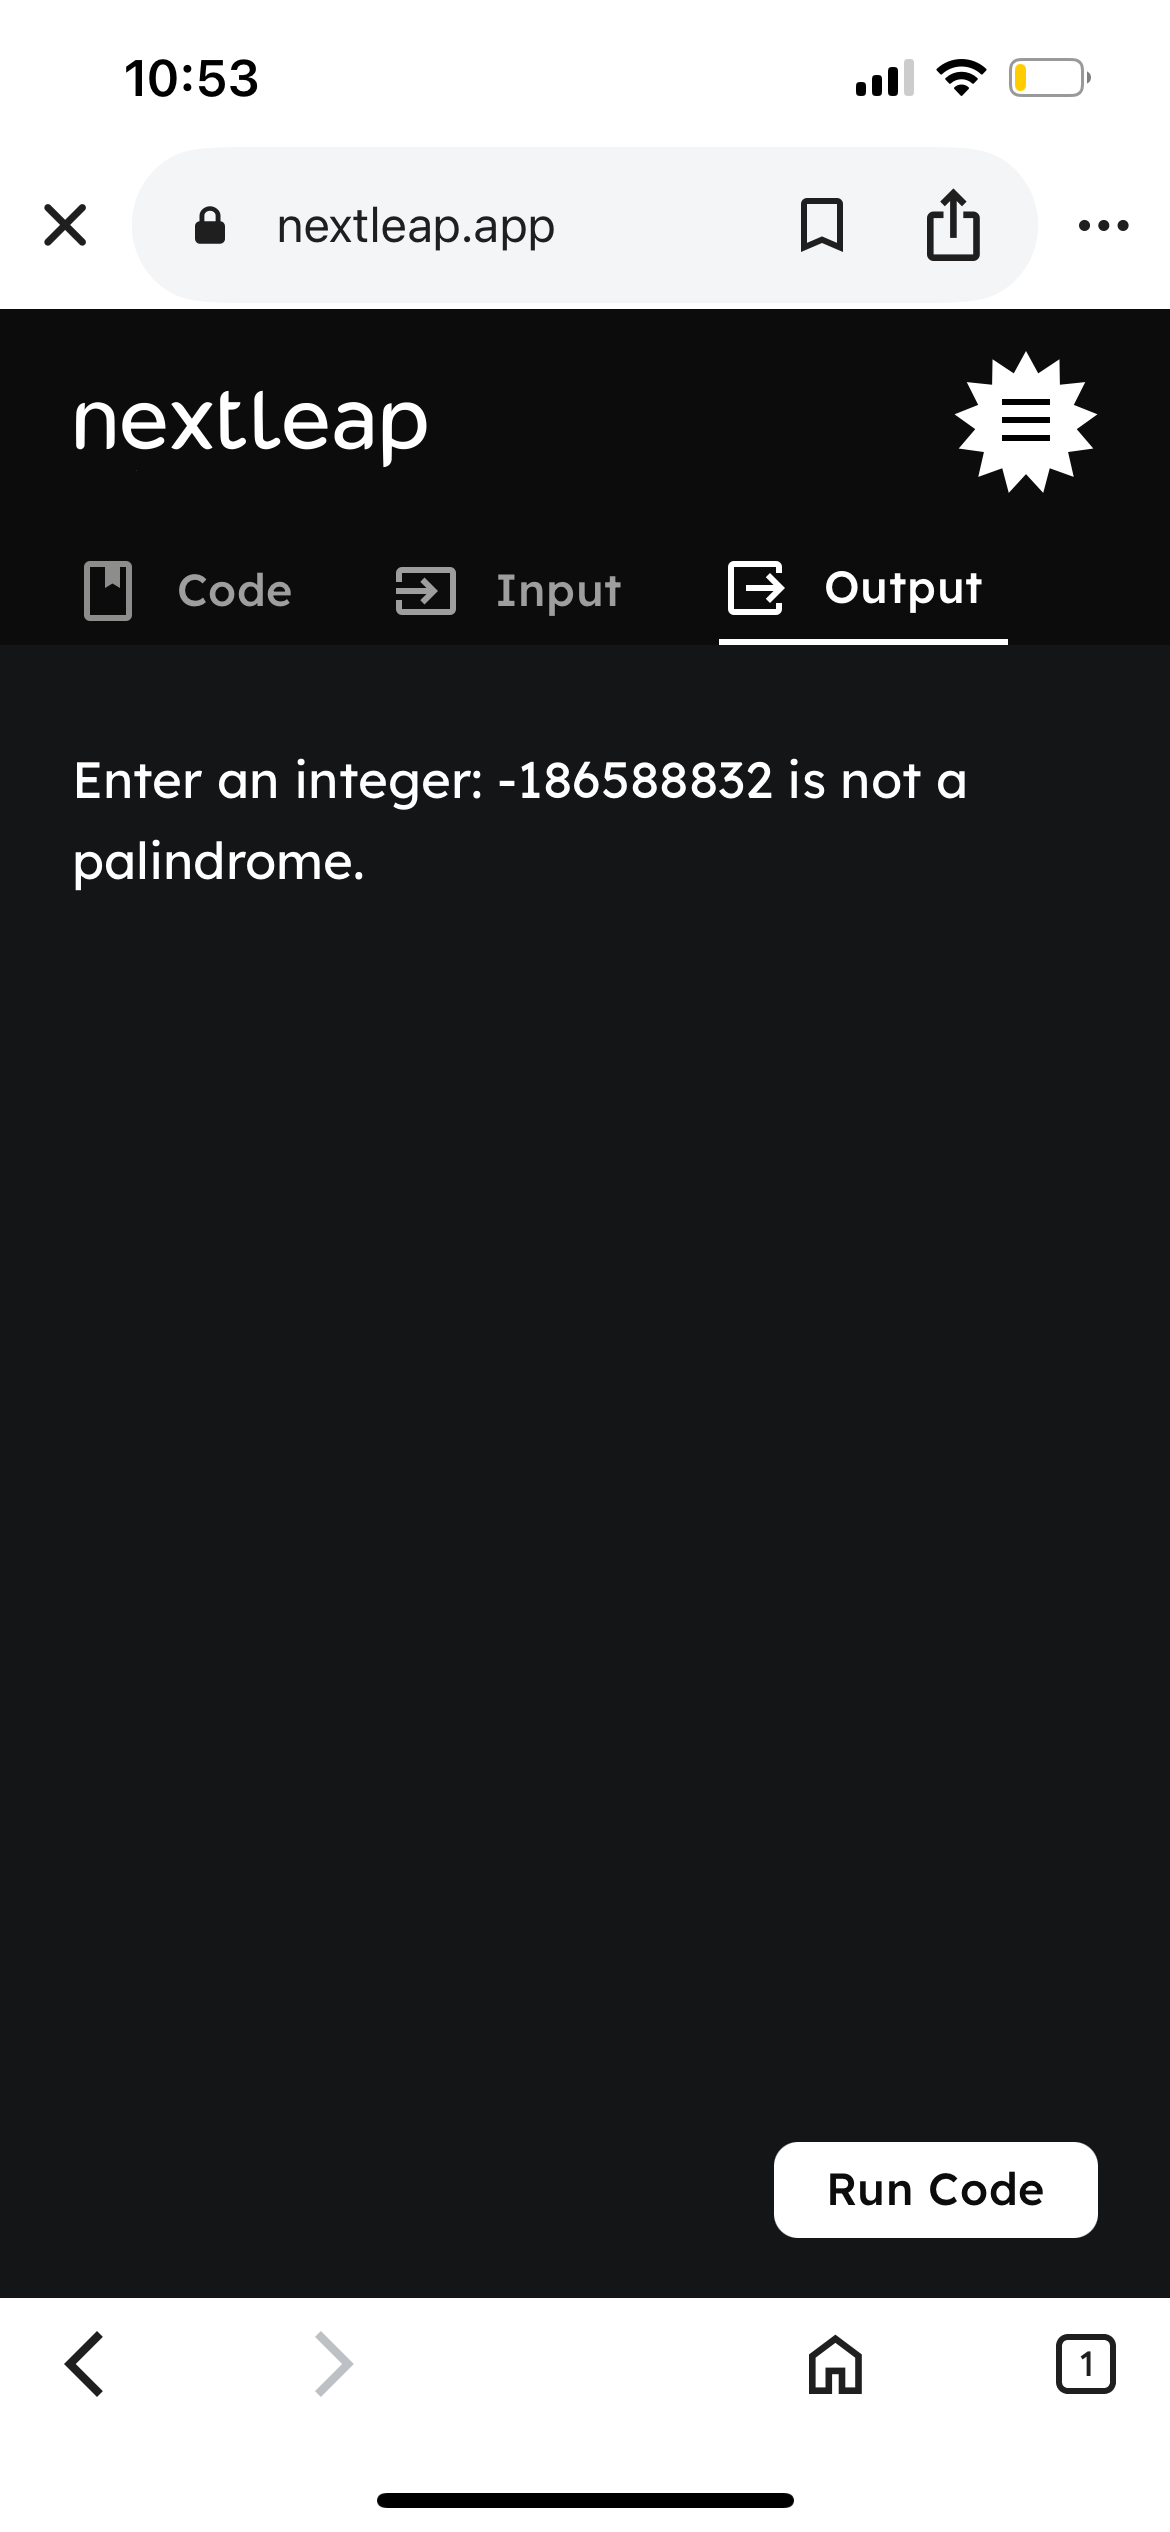 10:53
nextleap.app
nextleap
Code Input Output
Enter an integer: -186588832 is not a
palindrome.
Run Code
1